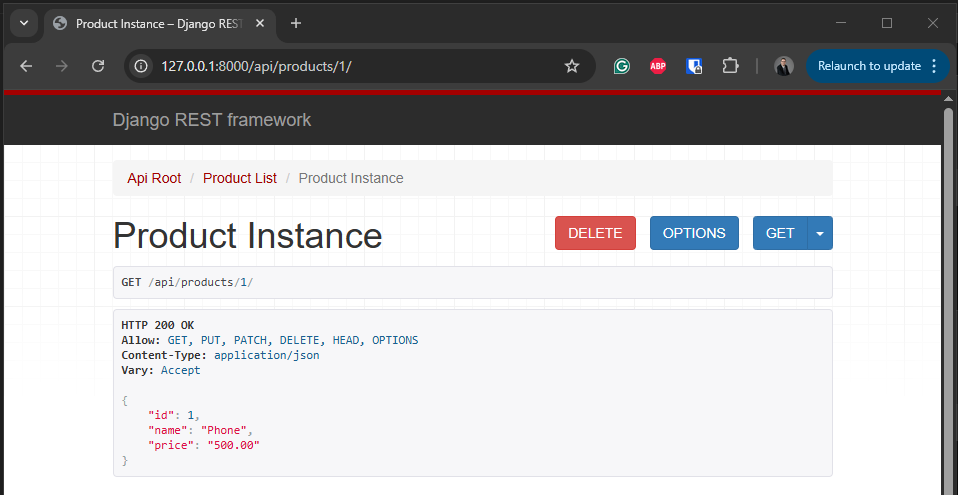 Product Instance – Django RES
127.0.0.1:8000/api/products/1/
ABP
Relaunch to update
Django REST framework
Api Root / Product List / Product Instance
Product Instance
DELETE
OPTIONS
GET
GET /api/products/1/
HTTP 200 OK
Allow: GET, PUT, PATCH, DELETE, HEAD, OPTIONS
Content-Type: application/json
Vary: Accept
{
    "id": 1,
    "name": "Phone",
    "price": "500.00"
}